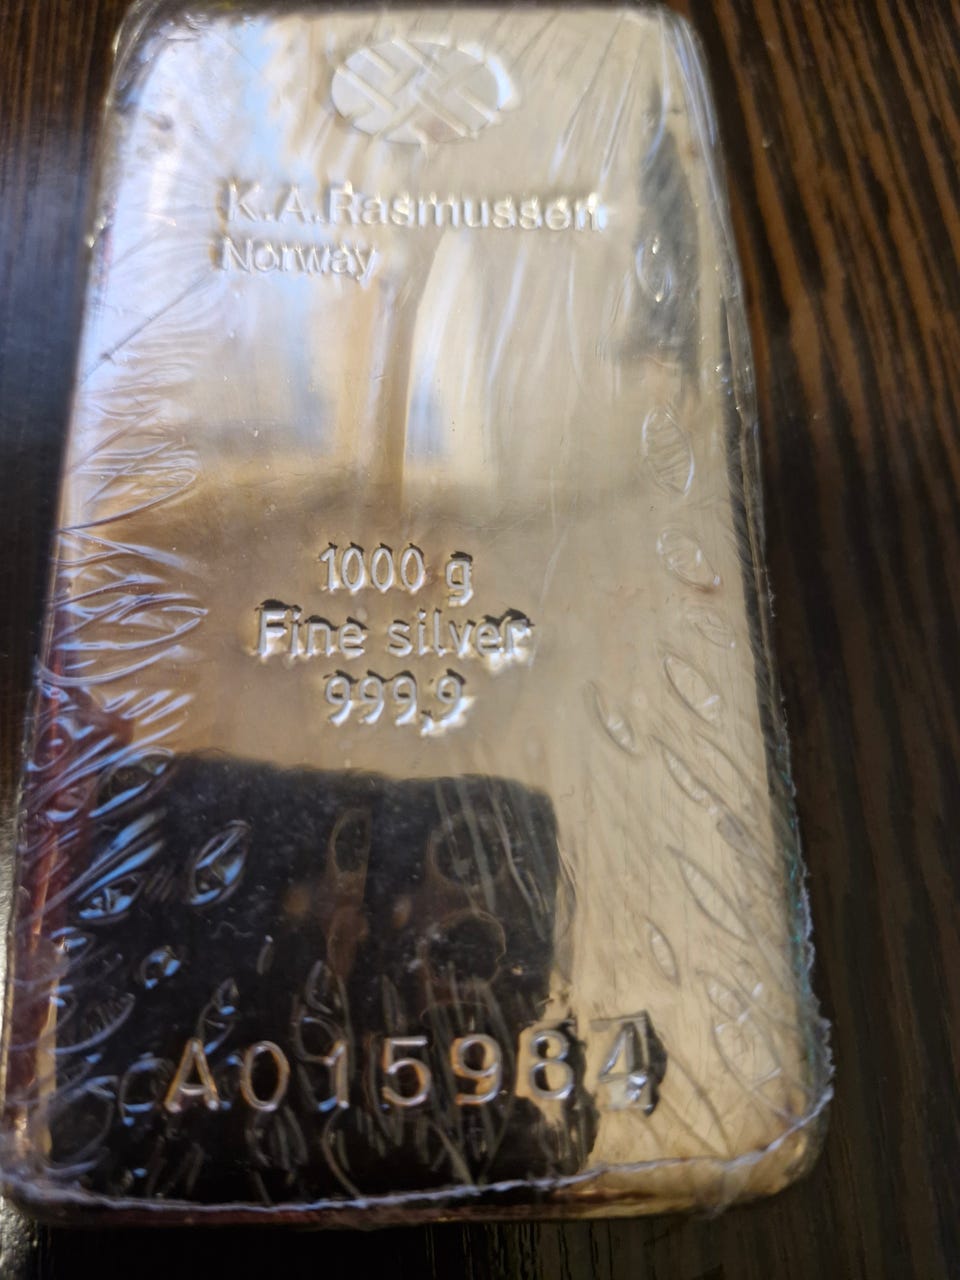 K.A.Rasmussen
Norway
1000 g
Fine silver
999,9
A015984